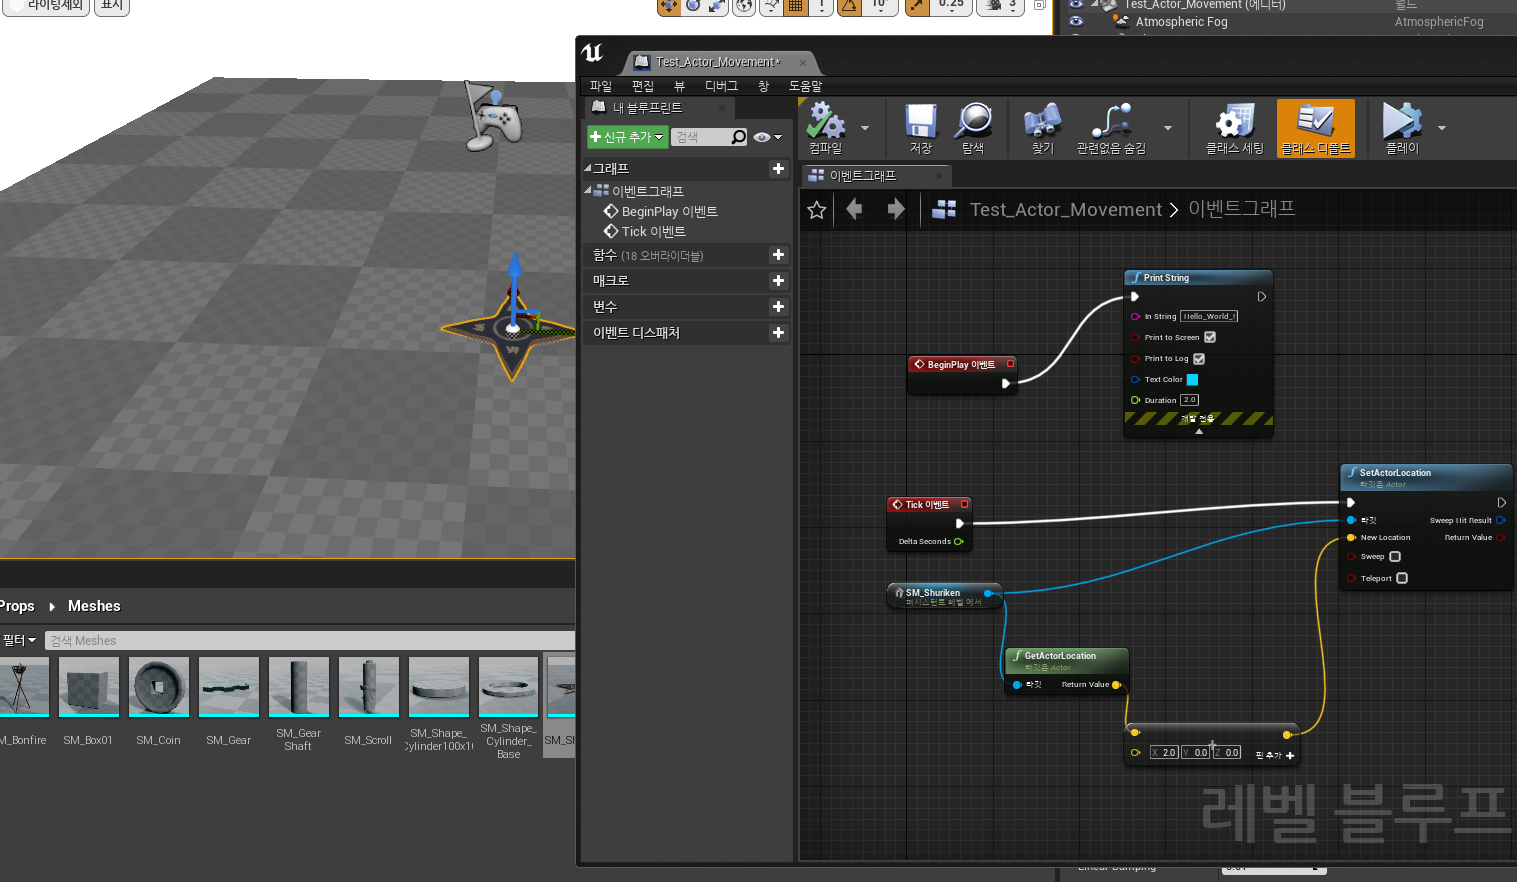 라이팅제외
표시
10°
0.25
3
Test_Actor_Movement (에디터)
월드
Atmospheric Fog
AtmosphericFog
Test_Actor_Movement*
파일
편집
뷰
디버그
창
도움말
내 블루프린트
신규 추가
검색
그래프
이벤트그래프
BeginPlay 이벤트
Tick 이벤트
함수 (18 오버라이더블)
매크로
변수
이벤트 디스패처
컴파일
저장
탐색
찾기
관련없음 숨김
클래스 세팅
클래스 디폴트
플레이
이벤트그래프
Test_Actor_Movement > 이벤트그래프
Print String
In String Hello_World_!
Print to Screen
Print to Log
Text Color
Duration 2.0
개발 전용
BeginPlay 이벤트
SetActorLocation
타깃은 Actor
타깃
Sweep Hit Result
New Location
Return Value
Sweep
Teleport
Tick 이벤트
Delta Seconds
SM_Shuriken
퍼시스턴트 레벨 에서
GetActorLocation
타깃은 Actor
타깃
Return Value
X 2.0 Y 0.0 Z 0.0
핀 추가 +
레벨 블루프
Props
Meshes
필터
검색 Meshes
SM_Box01
SM_Coin
SM_Gear
SM_Gear
Shaft
SM_Scroll
SM_Shape_
SM_Shape_
Cylinder_
Base